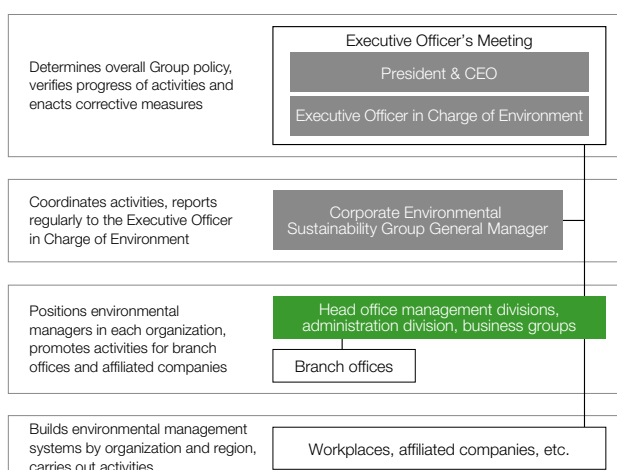 Determines overall Group policy,
verifies progress of activities and
enacts corrective measures
Executive Officer's Meeting
President & CEO
Executive Officer in Charge of Environment
Coordinates activities, reports
regularly to the Executive Officer
in Charge of Environment
Corporate Environmental
Sustainability Group General Manager
Positions environmental
managers in each organization,
promotes activities for branch
offices and affiliated companies
Head office management divisions,
administration division, business groups
Branch offices
Builds environmental management
systems by organization and region,
carries out activities
Workplaces, affiliated companies, etc.